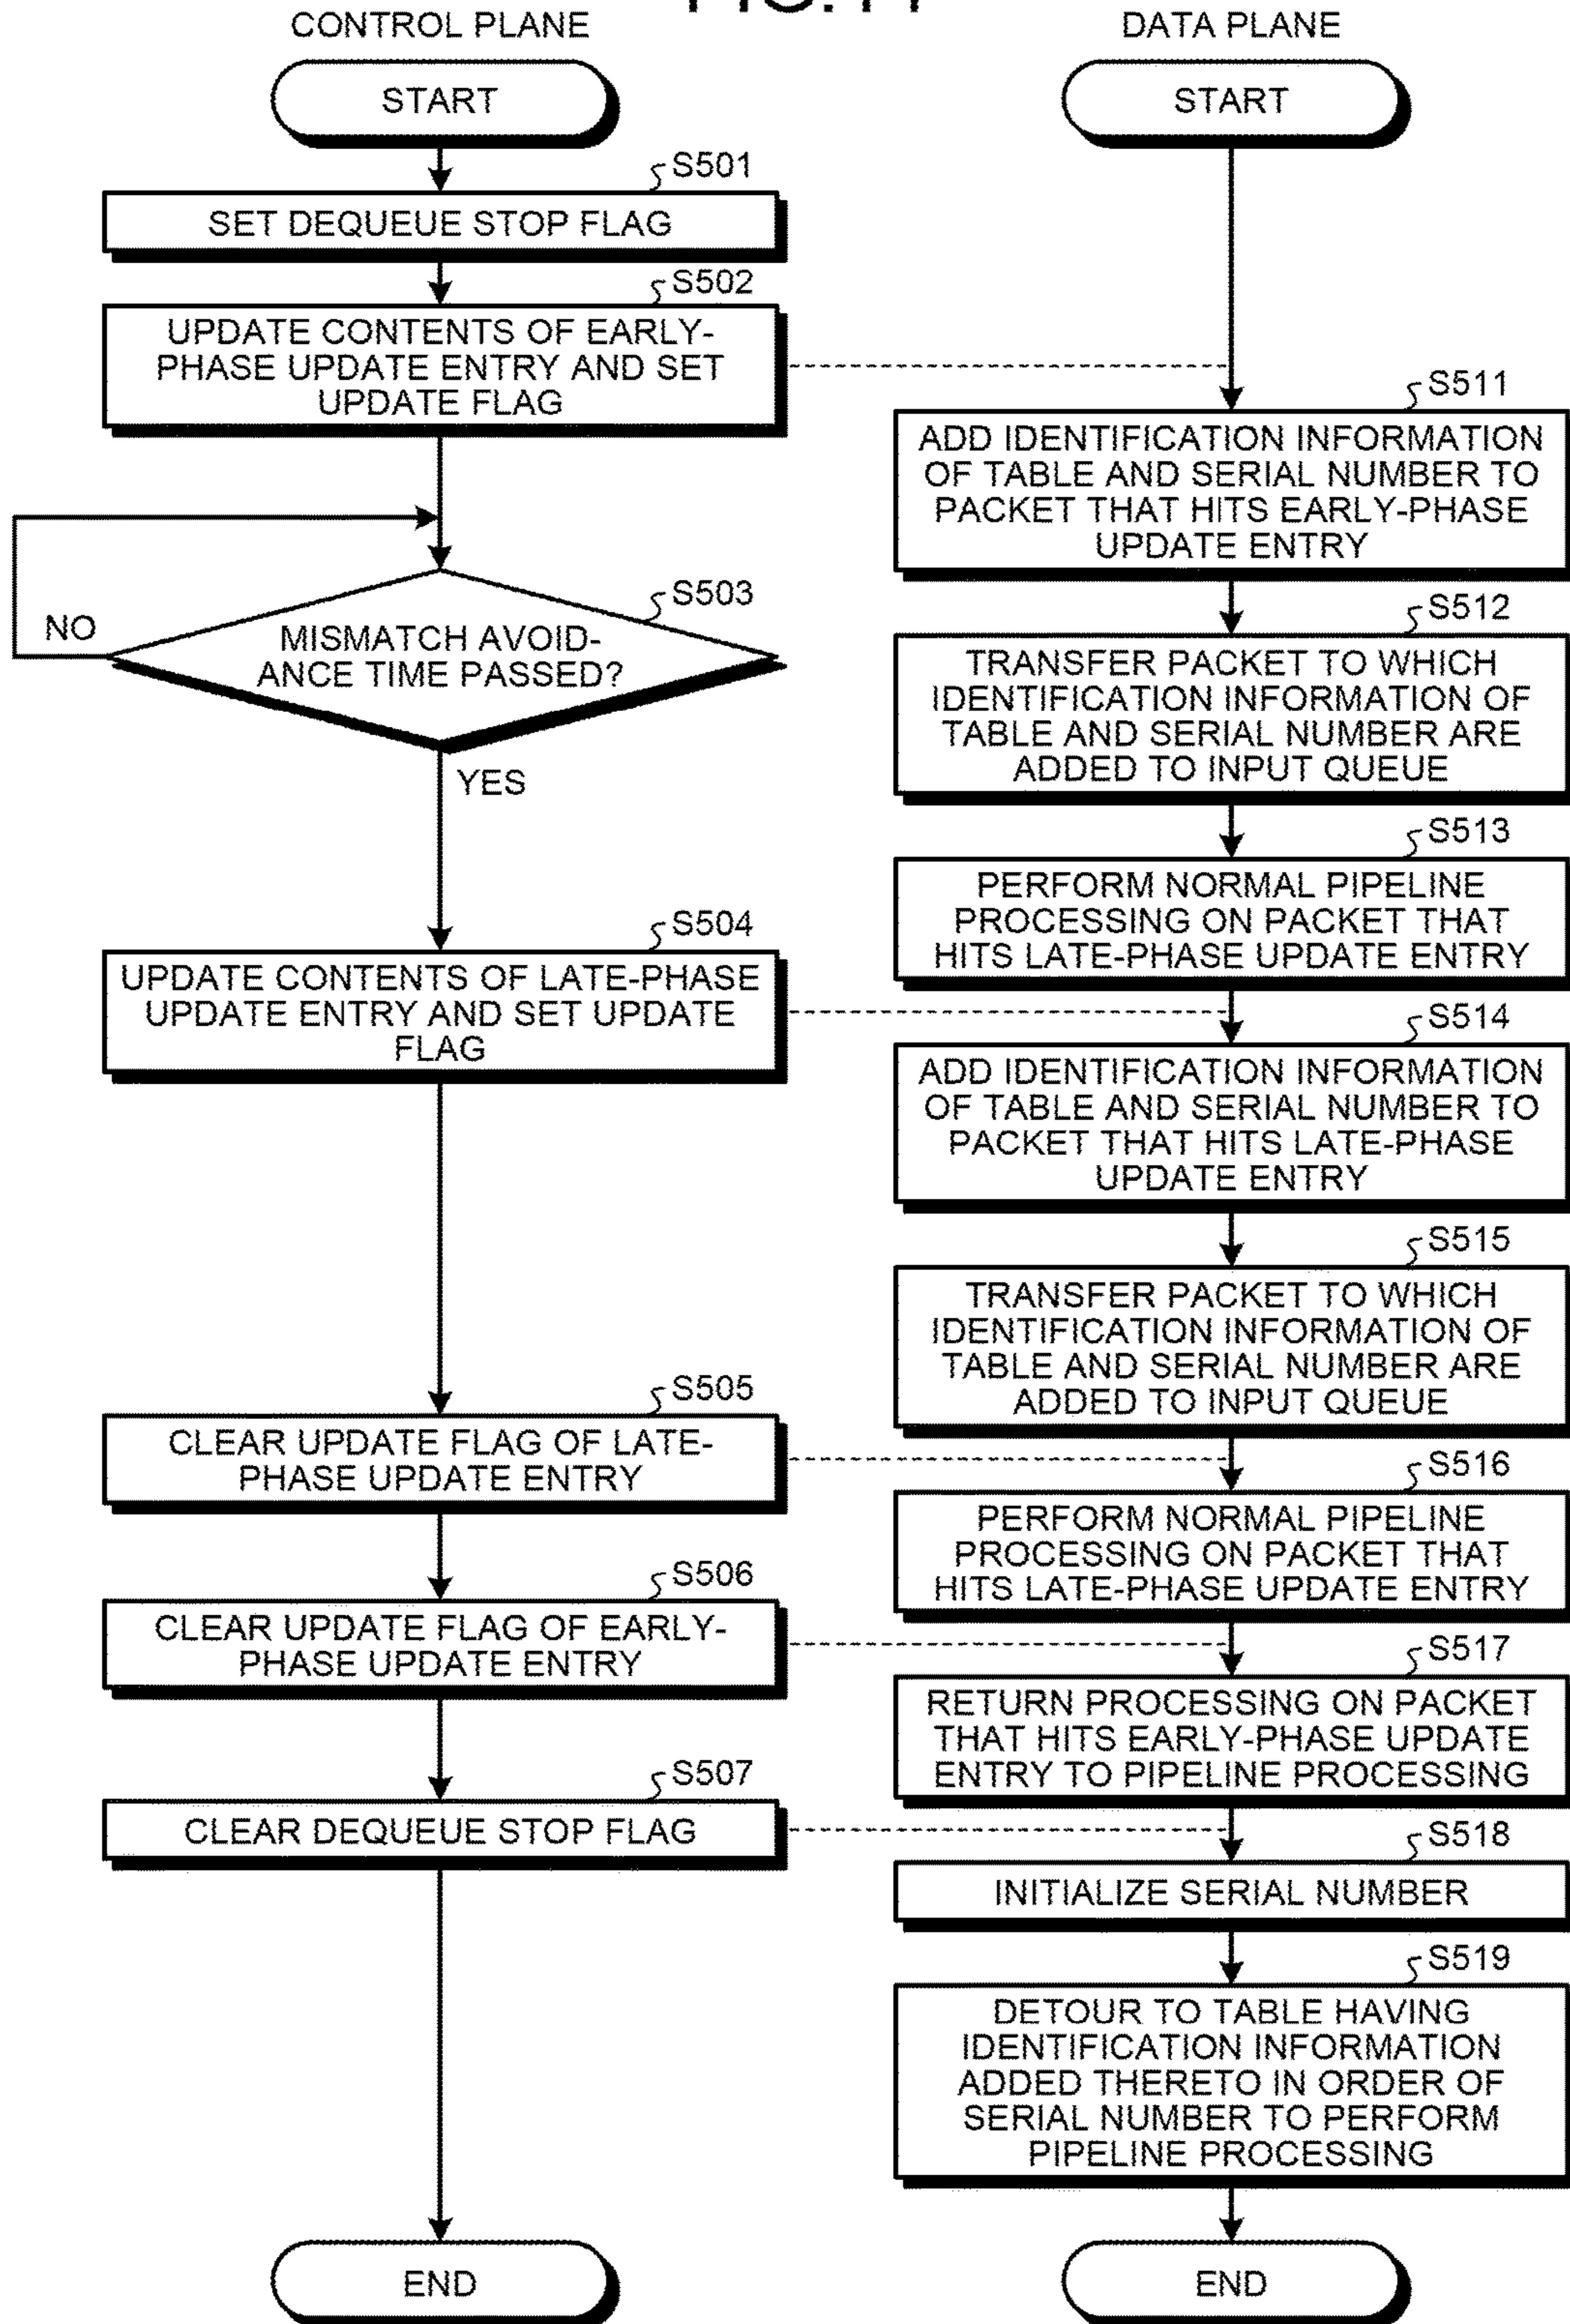 CONTROL PLANE
START
S501
SET DEQUEUE STOP FLAG
S502
UPDATE CONTENTS OF EARLY-
PHASE UPDATE ENTRY AND SET
UPDATE FLAG
S503
NO
MISMATCH AVOID-
ANCE TIME PASSED?
YES
S504
UPDATE CONTENTS OF LATE-PHASE
UPDATE ENTRY AND SET UPDATE
FLAG
S505
CLEAR UPDATE FLAG OF LATE-
PHASE UPDATE ENTRY
S506
CLEAR UPDATE FLAG OF EARLY-
PHASE UPDATE ENTRY
S507
CLEAR DEQUEUE STOP FLAG
END
DATA PLANE
START
S511
ADD IDENTIFICATION INFORMATION
OF TABLE AND SERIAL NUMBER TO
PACKET THAT HITS EARLY-PHASE
UPDATE ENTRY
S512
TRANSFER PACKET TO WHICH
IDENTIFICATION INFORMATION OF
TABLE AND SERIAL NUMBER ARE
ADDED TO INPUT QUEUE
S513
PERFORM NORMAL PIPELINE
PROCESSING ON PACKET THAT
HITS LATE-PHASE UPDATE ENTRY
S514
ADD IDENTIFICATION INFORMATION
OF TABLE AND SERIAL NUMBER TO
PACKET THAT HITS LATE-PHASE
UPDATE ENTRY
S515
TRANSFER PACKET TO WHICH
IDENTIFICATION INFORMATION OF
TABLE AND SERIAL NUMBER ARE
ADDED TO INPUT QUEUE
S516
PERFORM NORMAL PIPELINE
PROCESSING ON PACKET THAT
HITS LATE-PHASE UPDATE ENTRY
S517
RETURN PROCESSING ON PACKET
THAT HITS EARLY-PHASE UPDATE
ENTRY TO PIPELINE PROCESSING
S518
INITIALIZE SERIAL NUMBER
S519
DETOUR TO TABLE HAVING
IDENTIFICATION INFORMATION
ADDED THERETO IN ORDER OF
SERIAL NUMBER TO PERFORM
PIPELINE PROCESSING
END